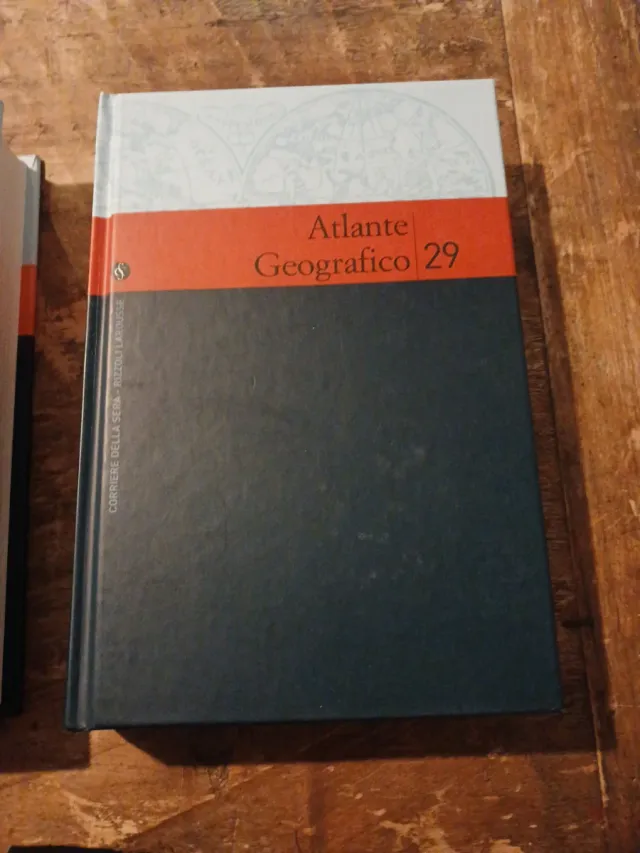 Atlante
Geografico 29
CORRIERE DELLA SERA - RIZZOLI LAROUSSE